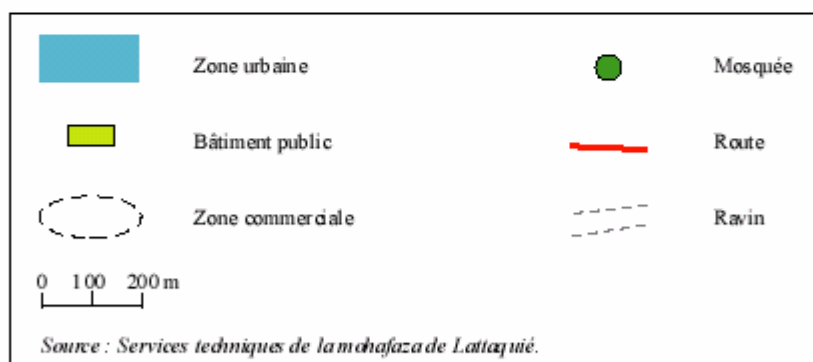 Zone urbaine Mosquée
Bâtiment public Route
Zone commerciale Ravin
0 100 200 m
Source : Services techniques de la mohafaza de Lattaquié.